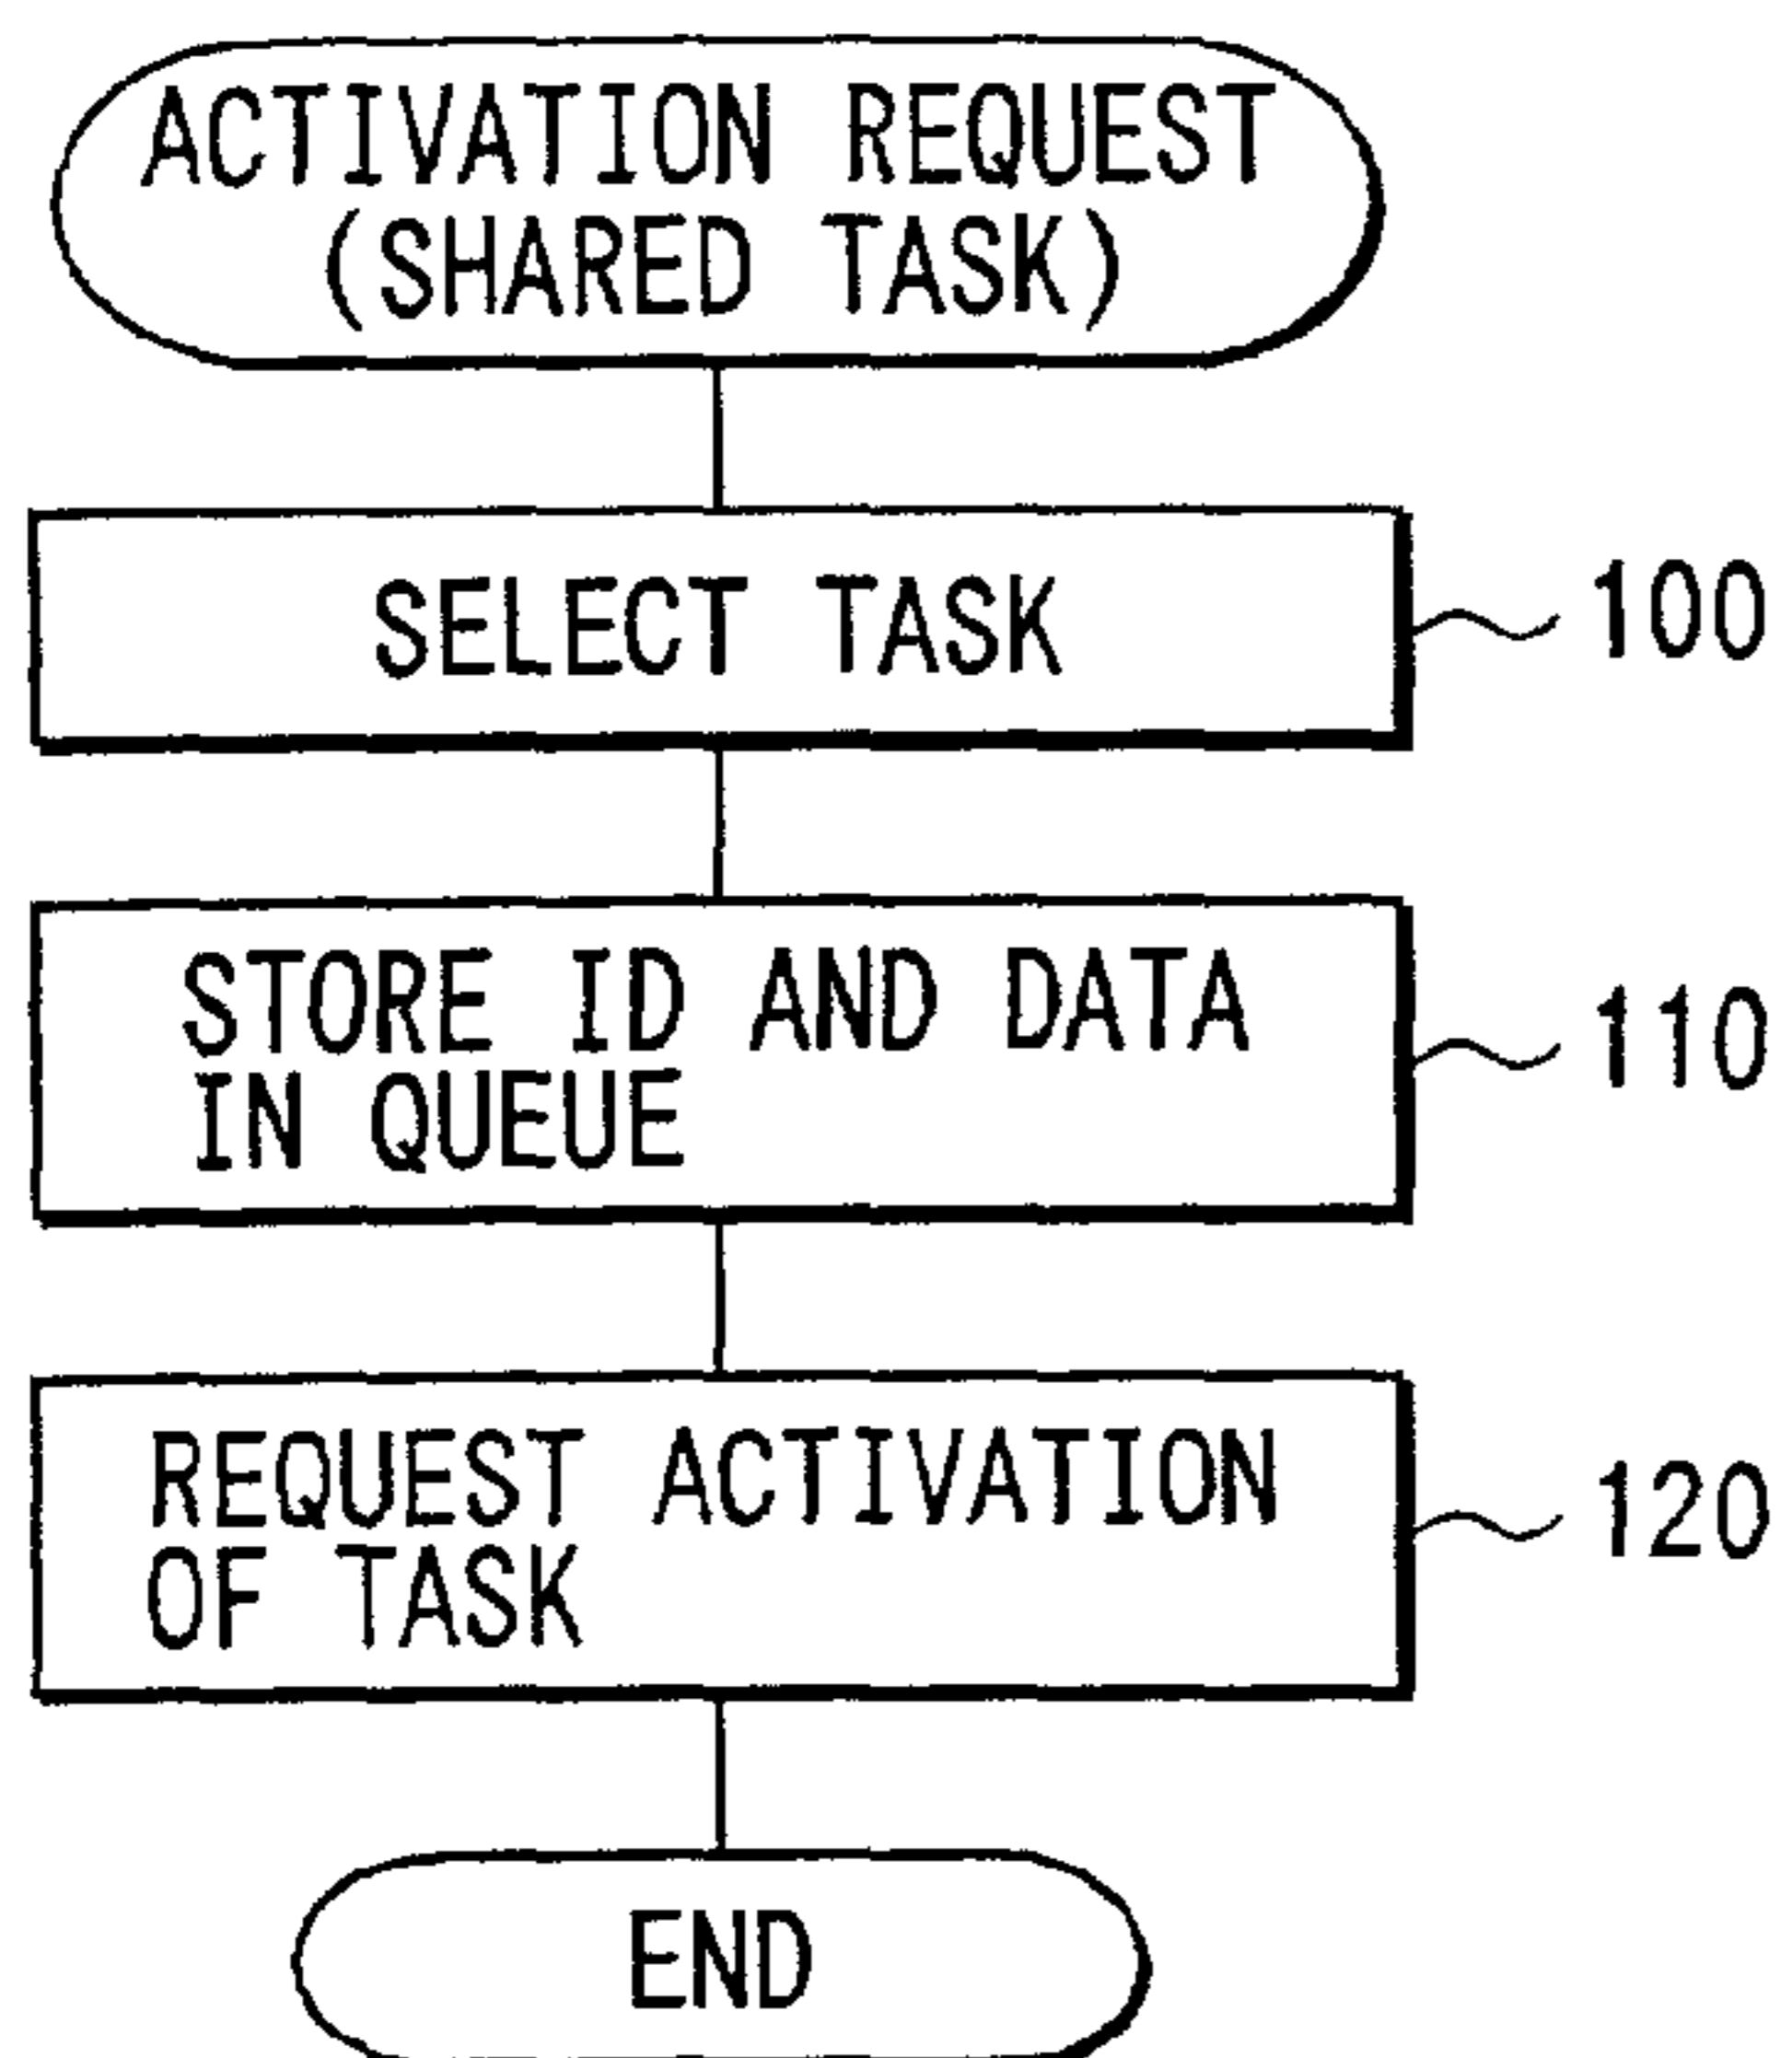 ACTIVATION REQUEST
(SHARED TASK)
SELECT TASK
100
STORE ID AND DATA
IN QUEUE
110
REQUEST ACTIVATION
OF TASK
120
END